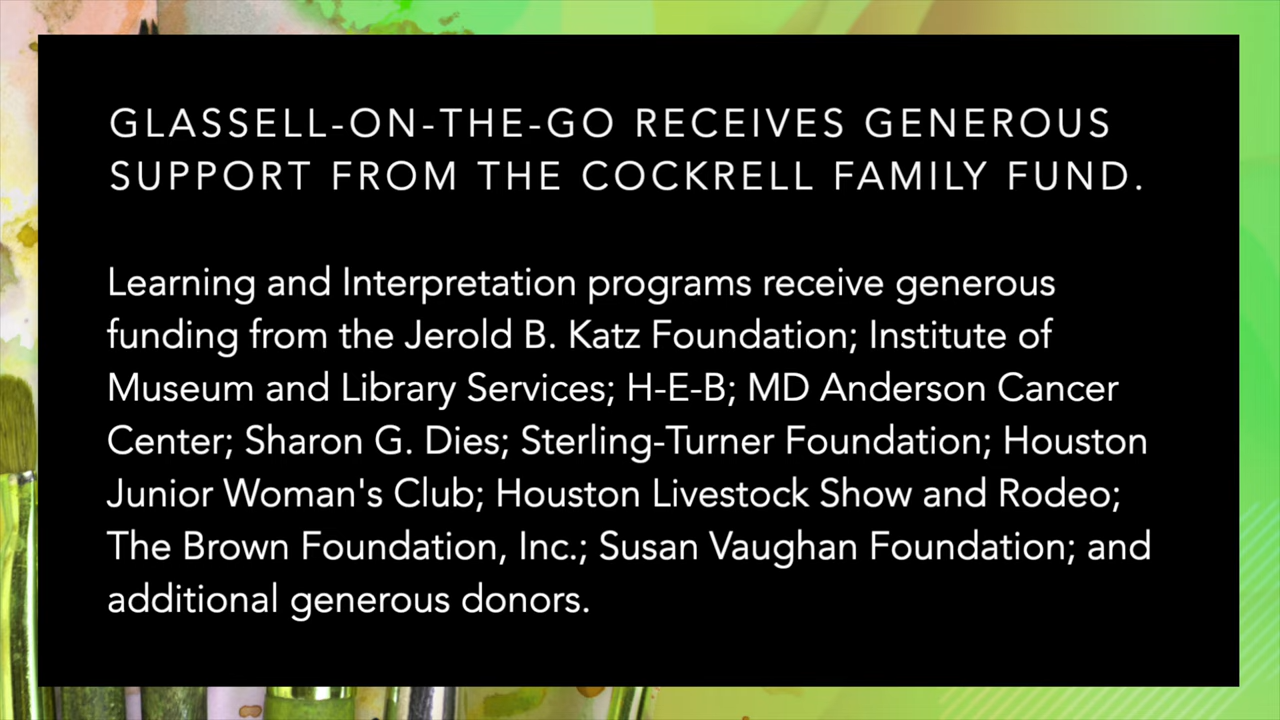 GLASSELL-ON-THE-GO RECEIVES GENEROUS
SUPPORT FROM THE COCKRELL FAMILY FUND.
Learning and Interpretation programs receive generous
funding from the Jerold B. Katz Foundation; Institute of
Museum and Library Services; H-E-B; MD Anderson Cancer
Center; Sharon G. Dies; Sterling-Turner Foundation; Houston
Junior Woman's Club; Houston Livestock Show and Rodeo;
The Brown Foundation, Inc.; Susan Vaughan Foundation; and
additional generous donors.